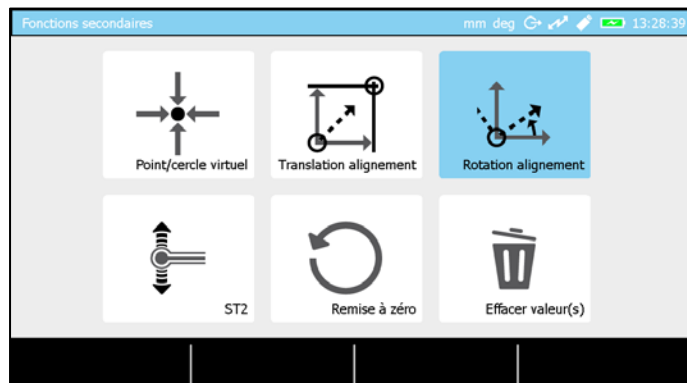 Fonctions secondaires mm deg 13:28:39
Point/cercle virtuel Translation alignement Rotation alignement
ST2 Remise à zéro Effacer valeur(s)